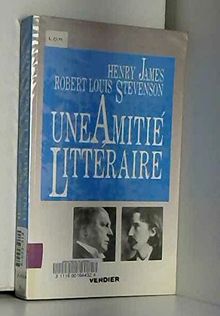 HENRY JAMES
ROBERT LOUIS STEVENSON
UNE AMITIÉ
LITTÉRAIRE
VERDIER